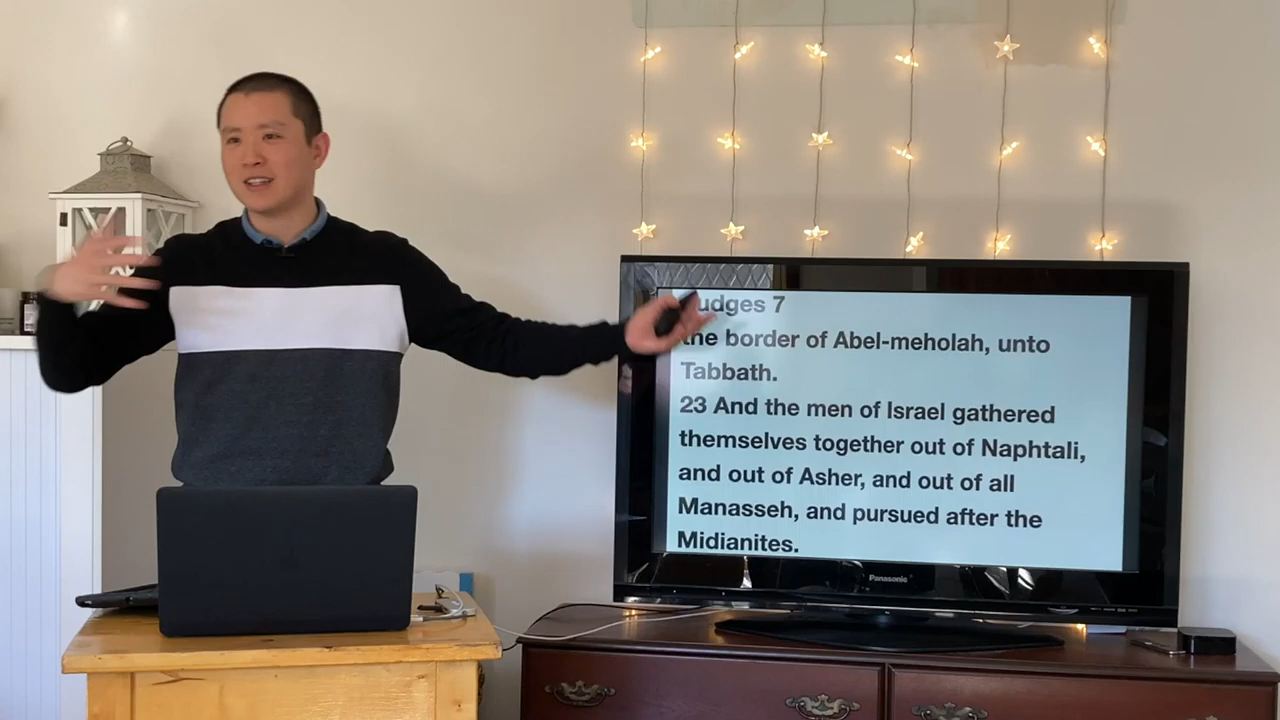 Judges 7
the border of Abel-meholah, unto
Tabbath.
23 And the men of Israel gathered
themselves together out of Naphtali,
and out of Asher, and out of all
Manasseh, and pursued after the
Midianites.
Panasonic